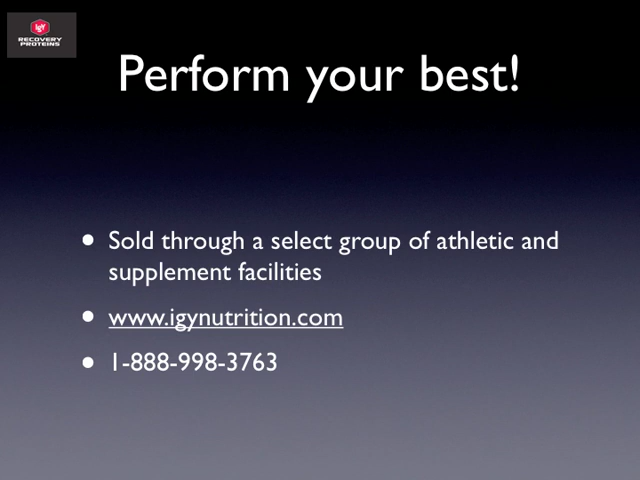 IgY
RECOVERY
PROTEINS
Perform your best!
• Sold through a select group of athletic and
supplement facilities
• www.igynutrition.com
• 1-888-998-3763